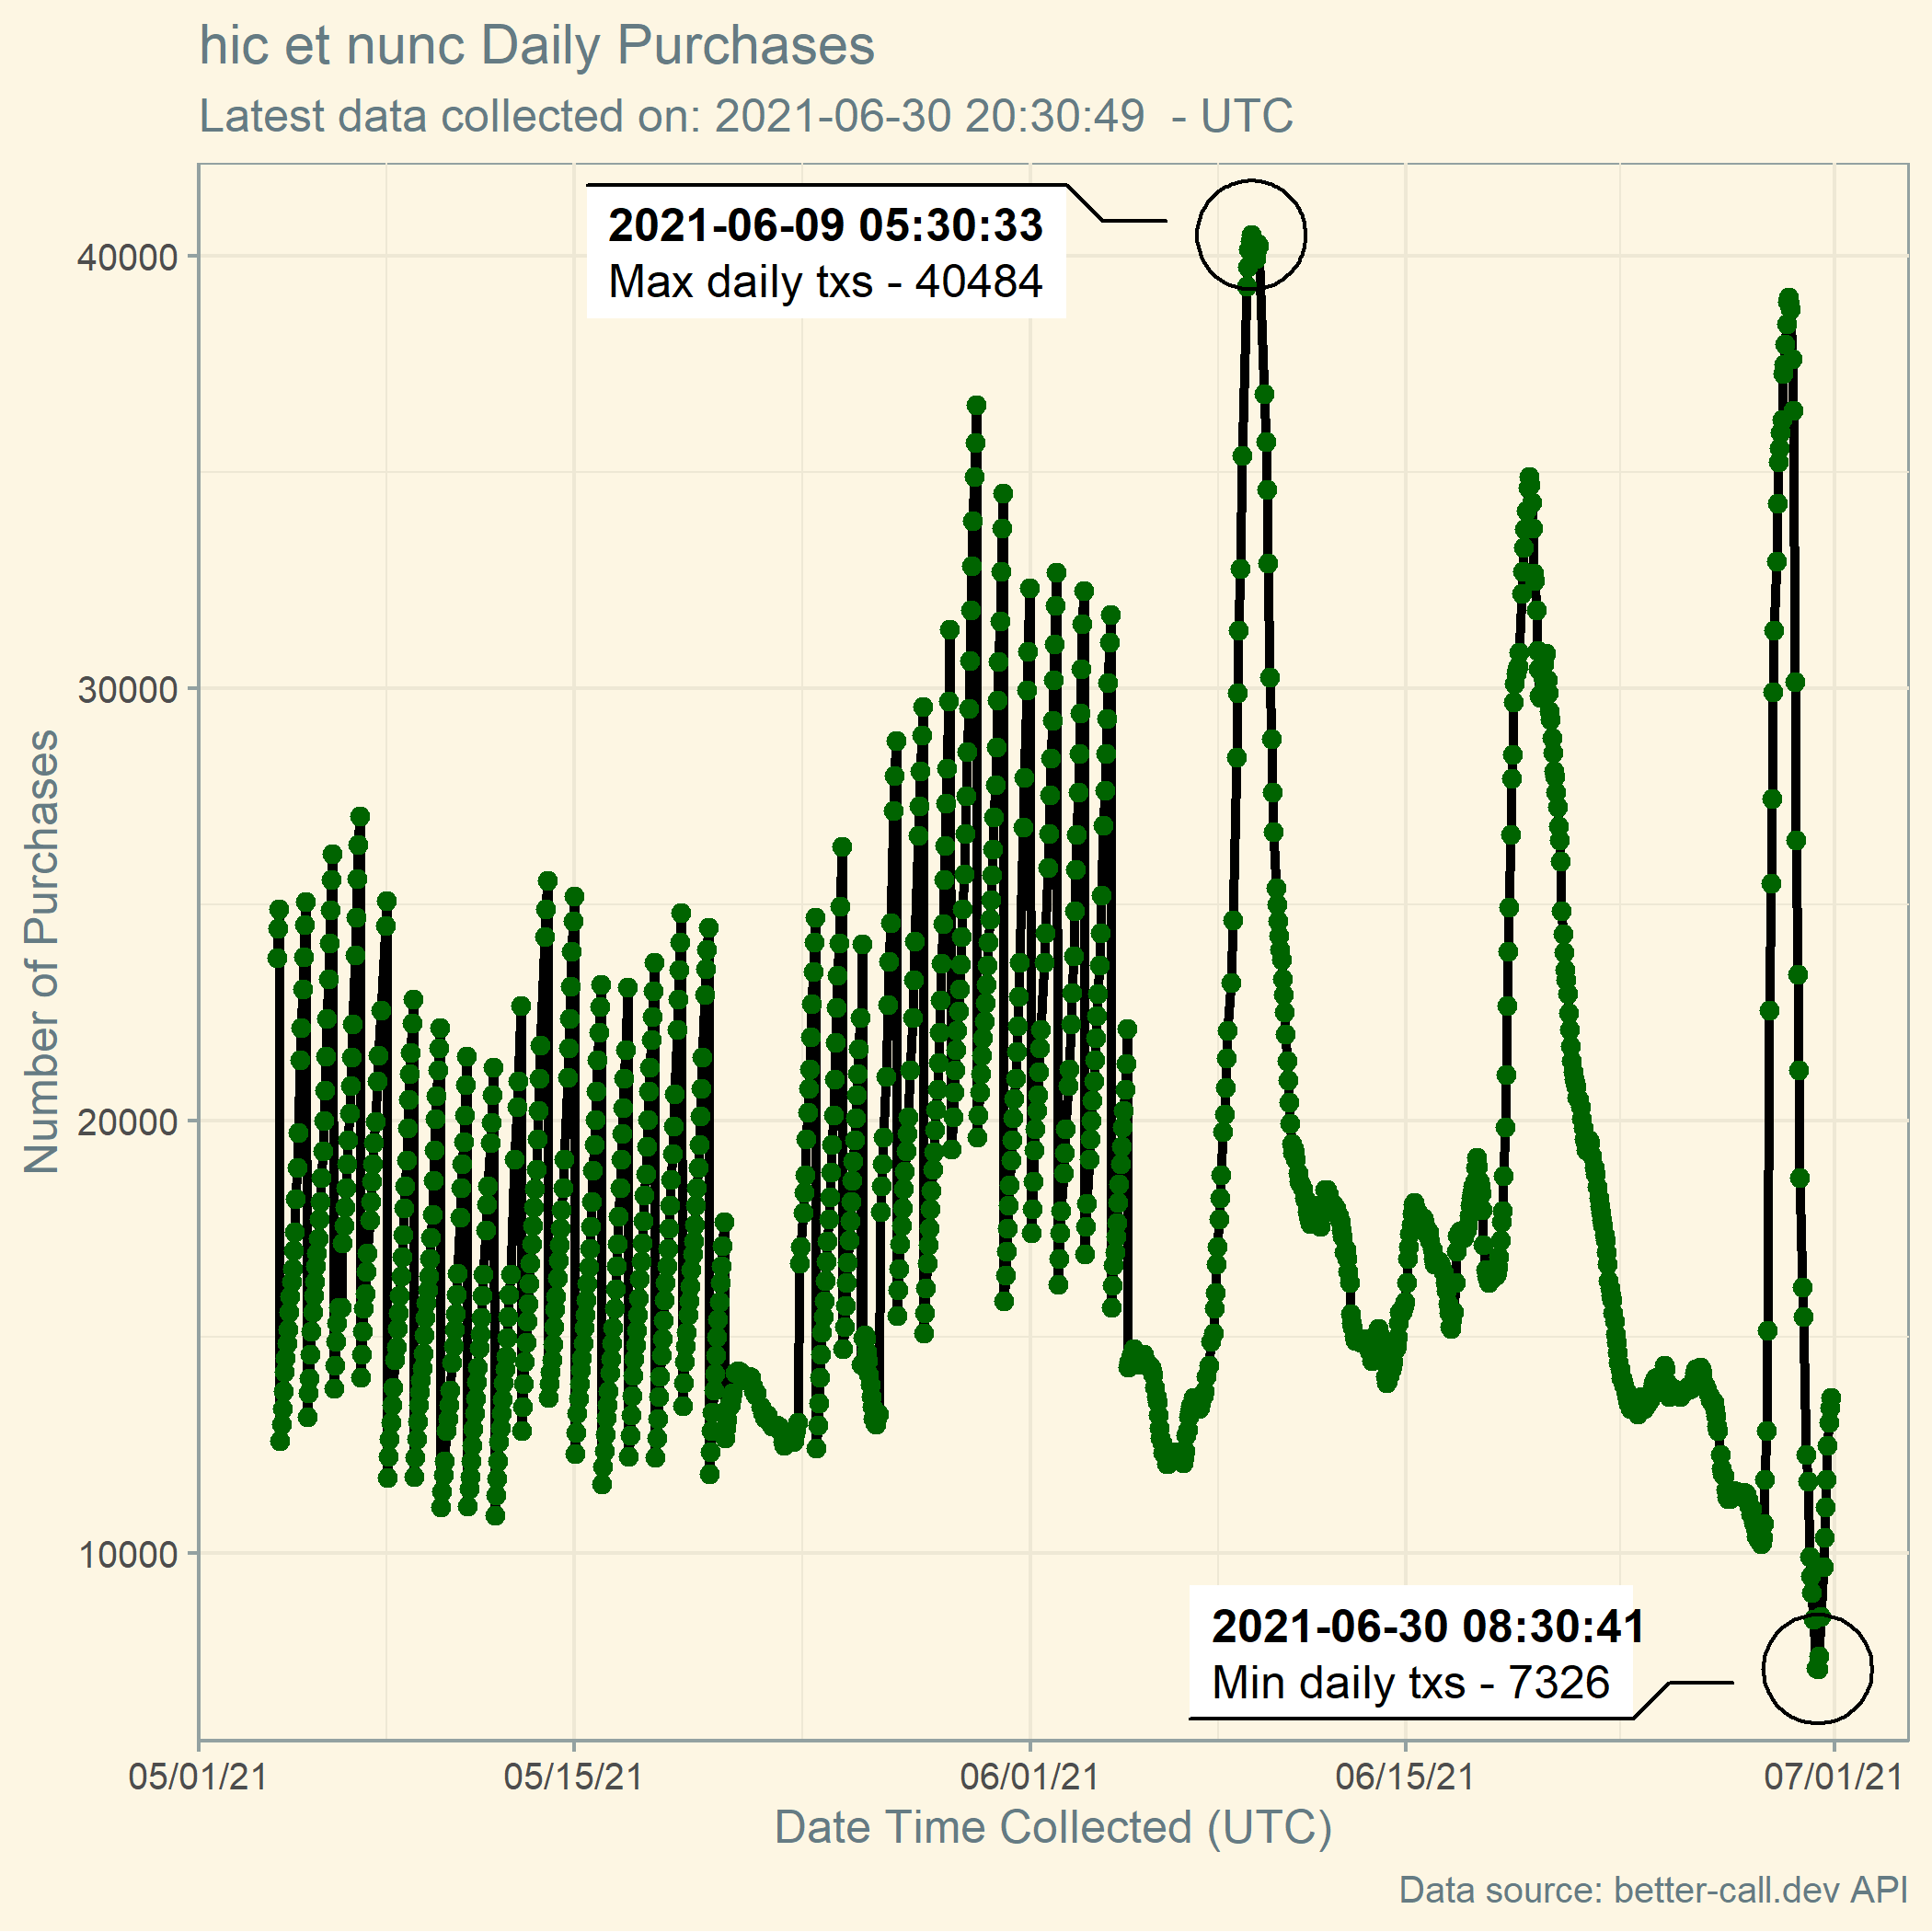 hic et nunc Daily Purchases
Latest data collected on: 2021-06-30 20:30:49  - UTC
2021-06-09 05:30:33
Max daily txs - 40484
40000
30000
20000
10000
Number of Purchases
2021-06-30 08:30:41
Min daily txs - 7326
05/01/21
05/15/21
06/01/21
06/15/21
07/01/21
Date Time Collected (UTC)
Data source: better-call.dev API